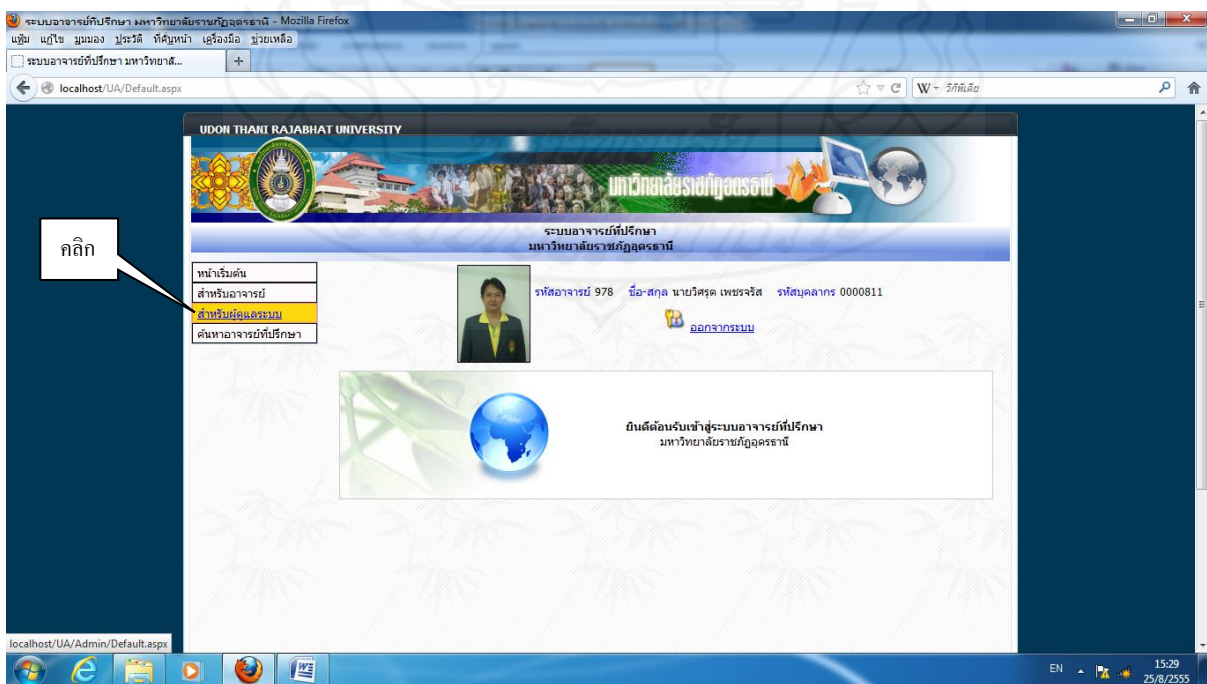 ระบบอาจารย์ที่ปรึกษา มหาวิทยาลัยราชภัฏอุดรธานี - Mozilla Firefox
แฟ้ม แก้ไข มุมมอง ประวัติ ที่คั่นหน้า เครื่องมือ ช่วยเหลือ
ระบบอาจารย์ที่ปรึกษา มหาวิทยาลั... +
localhost/UA/Default.aspx W วิกิพีเดีย
UDON THANI RAJABHAT UNIVERSITY
มหาวิทยาลัยราชภัฏอุดรธานี
ระบบอาจารย์ที่ปรึกษา
มหาวิทยาลัยราชภัฏอุดรธานี
คลิก
หน้าเริ่มต้น
สำหรับอาจารย์
สำหรับผู้ดูแลระบบ
ค้นหาอาจารย์ที่ปรึกษา
รหัสอาจารย์ 978 ชื่อ-สกุล นายวิศรุต เพชรจรัส รหัสบุคลากร 0000811
ออกจากระบบ
ยินดีต้อนรับเข้าสู่ระบบอาจารย์ที่ปรึกษา
มหาวิทยาลัยราชภัฏอุดรธานี
localhost/UA/Admin/Default.aspx
EN 15:29
25/8/2555